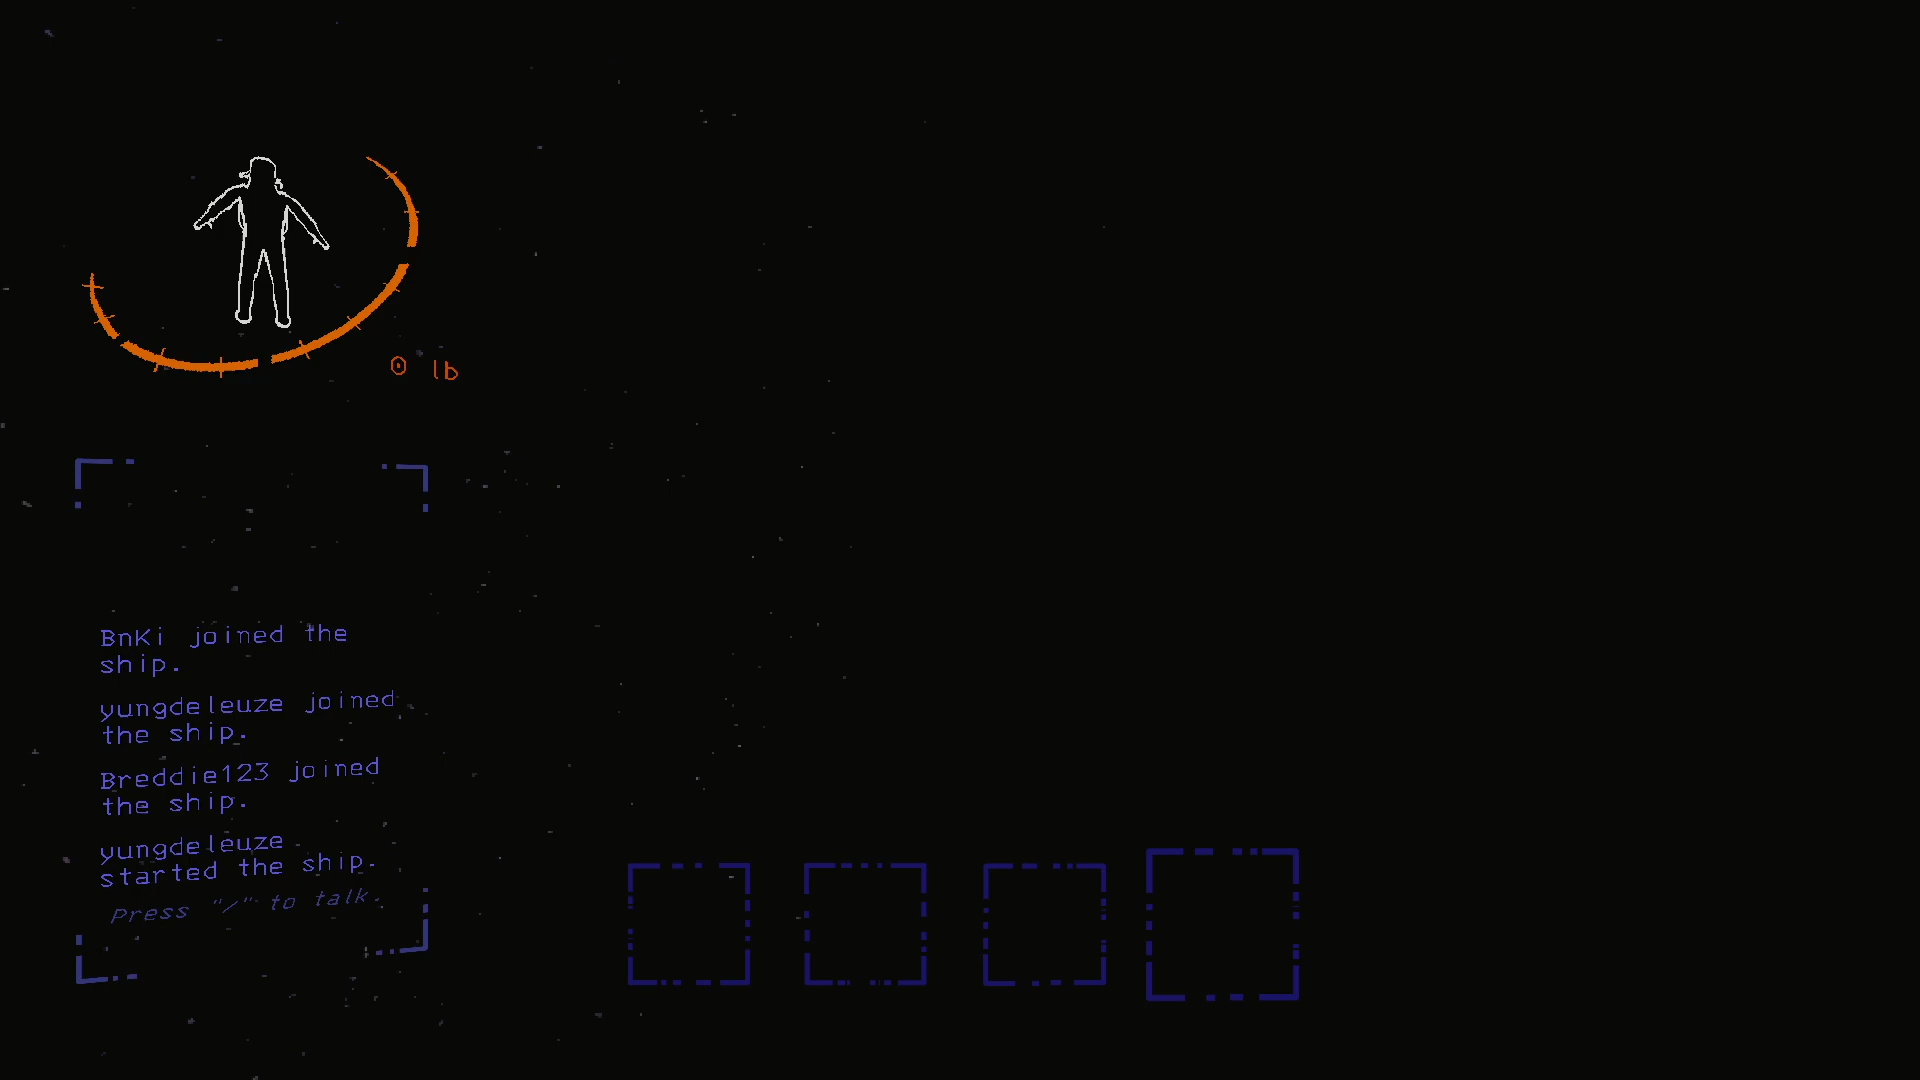 0 lb
BnKi joined the
ship.
yungdeleuze joined
the ship.
Breddie123 joined
the ship.
yungdeleuze
started the ship.
Press "/" to talk.